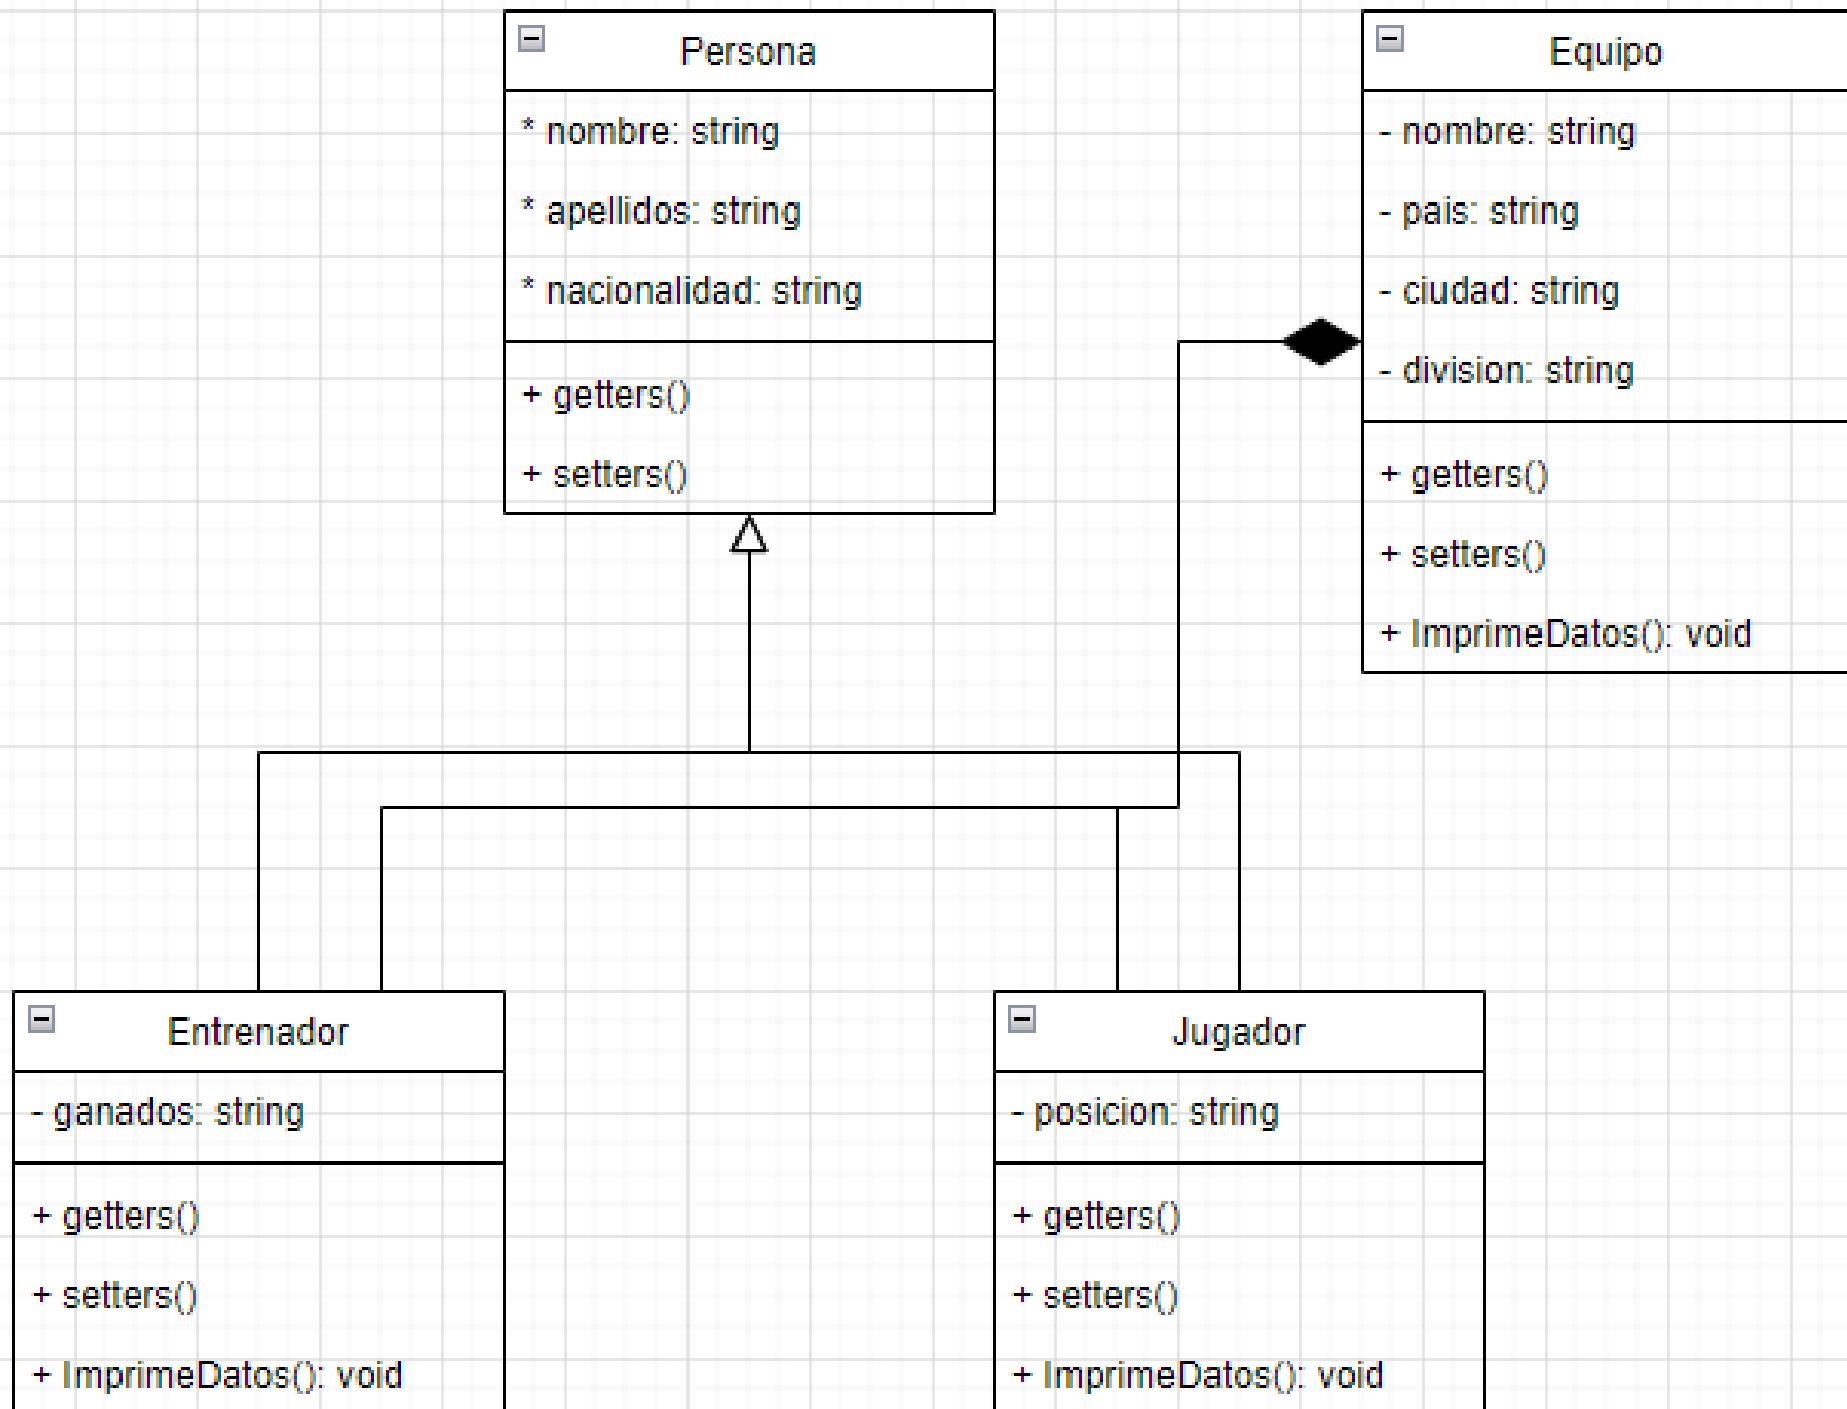 Persona
* nombre: string
* apellidos: string
* nacionalidad: string
+ getters()
+ setters()
Equipo
- nombre: string
- pais: string
- ciudad: string
- division: string
+ getters()
+ setters()
+ ImprimeDatos(): void
Entrenador
- ganados: string
+ getters()
+ setters()
+ ImprimeDatos(): void
Jugador
- posicion: string
+ getters()
+ setters()
+ ImprimeDatos(): void